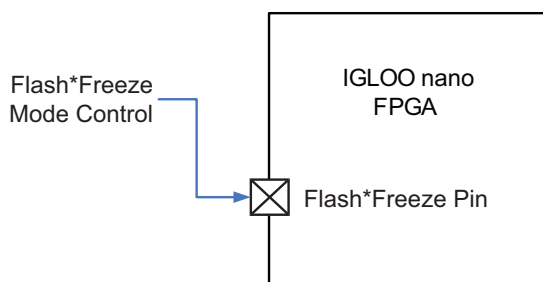 Flash*Freeze
Mode Control
IGLOO nano
FPGA
Flash*Freeze Pin